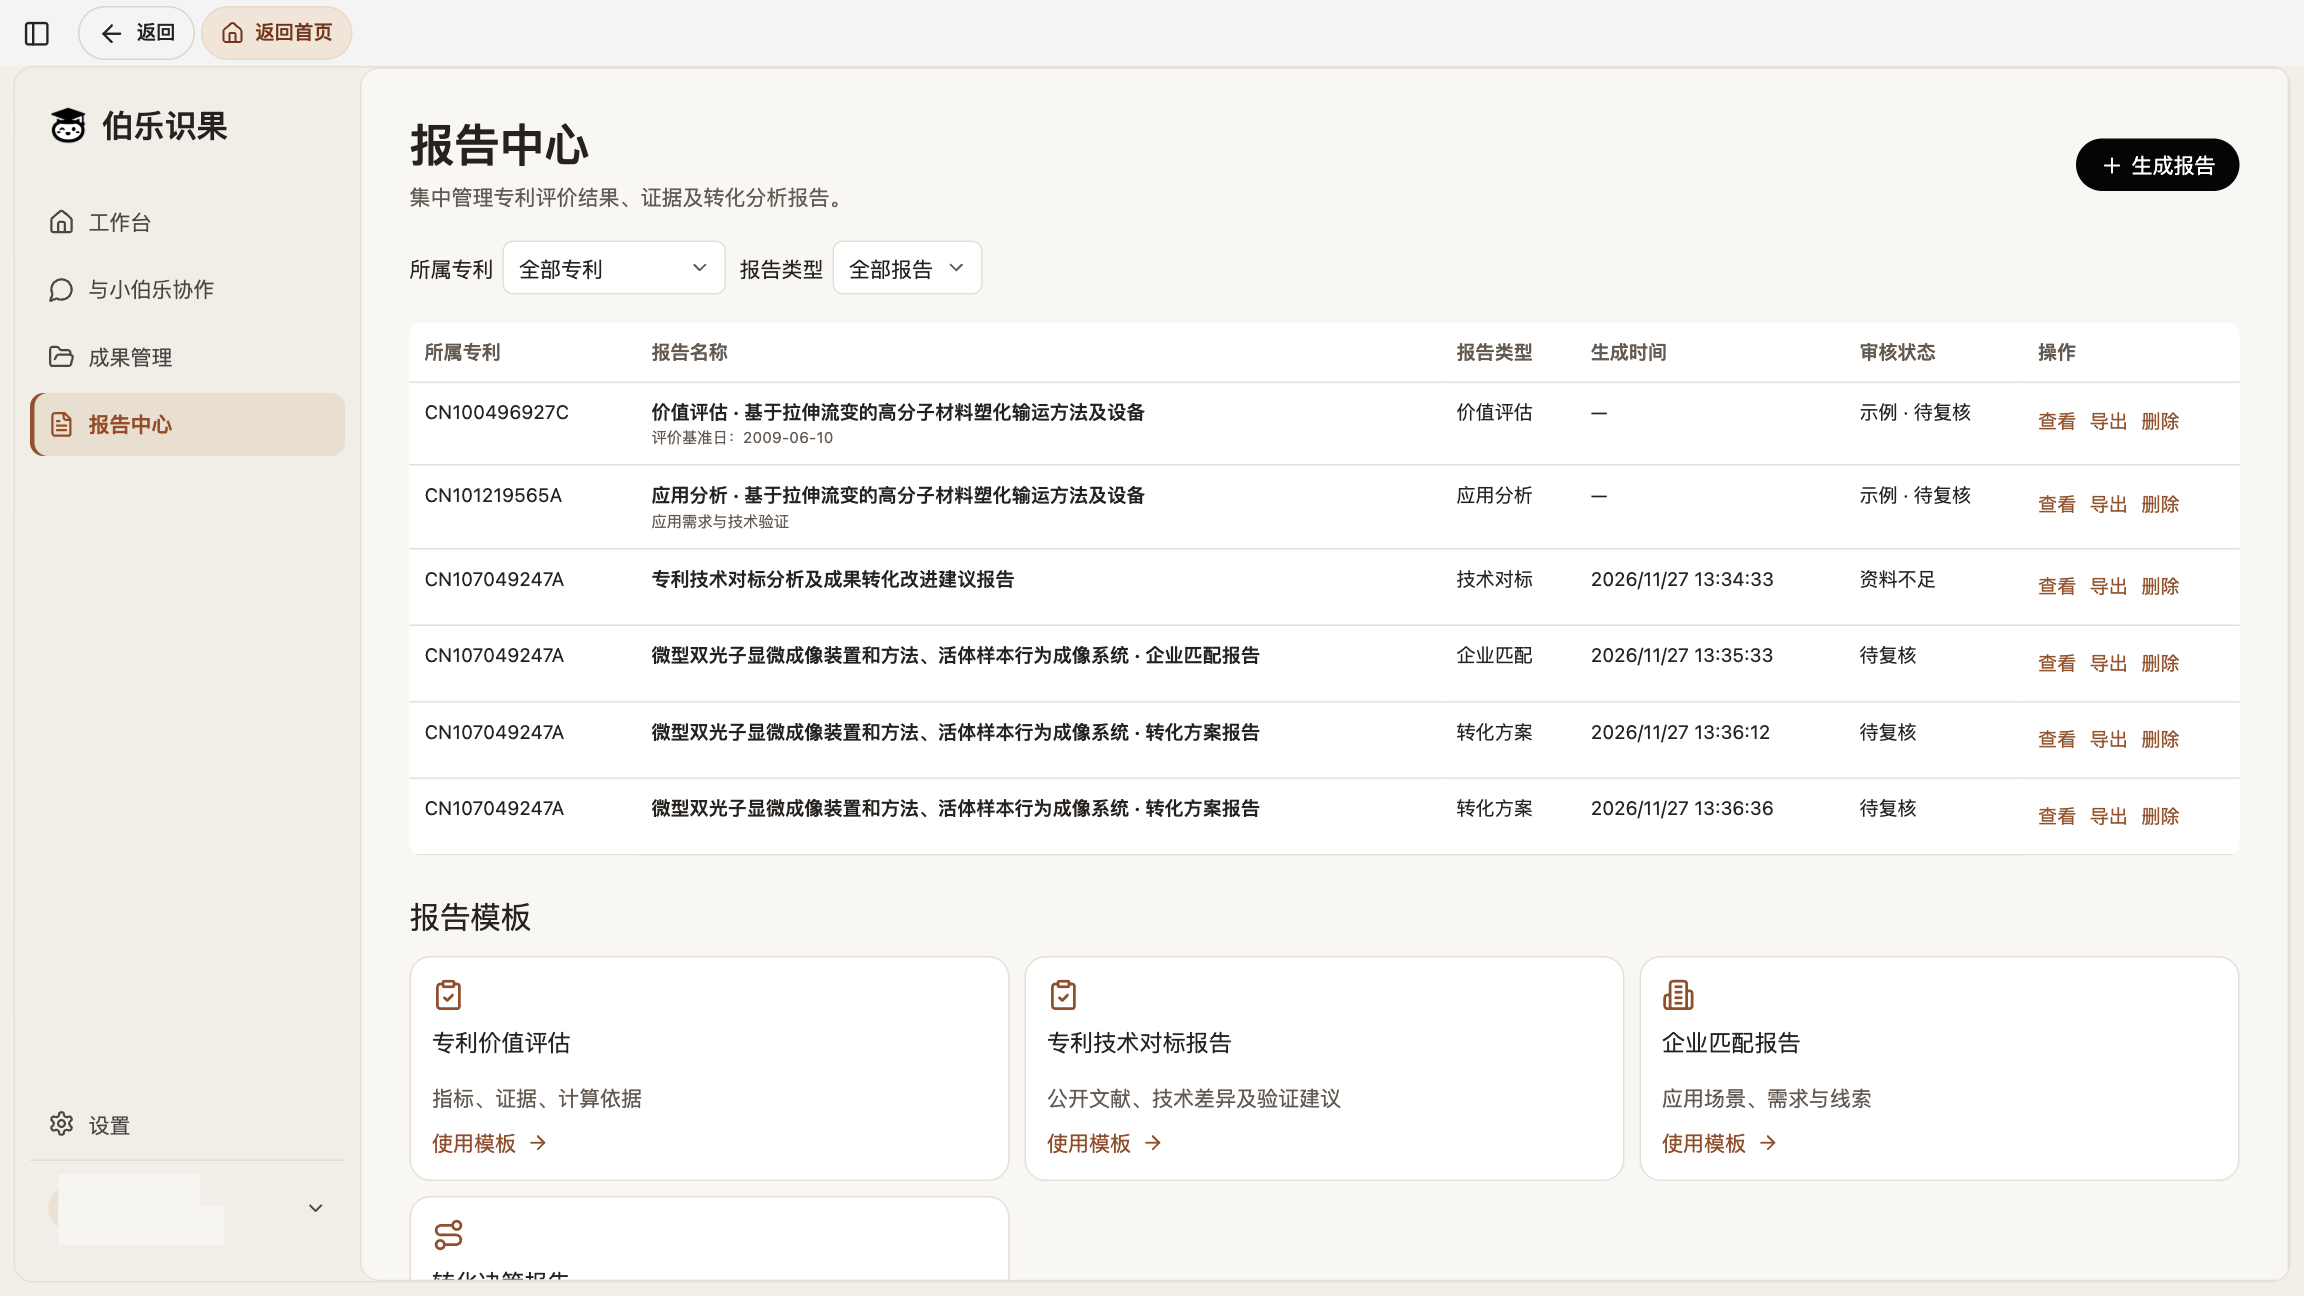 返回
返回首页
伯乐识果
工作台
与小伯乐协作
成果管理
报告中心
设置
报告中心
集中管理专利评价结果、证据及转化分析报告。
+ 生成报告
所属专利 全部专利 报告类型 全部报告
所属专利 报告名称 报告类型 生成时间 审核状态 操作
CN100496927C 价值评估 · 基于拉伸流变的高分子材料塑化输运方法及设备 价值评估 — 示例 · 待复核 查看 导出 删除
评价基准日：2009-06-10
CN101219565A 应用分析 · 基于拉伸流变的高分子材料塑化输运方法及设备 应用分析 — 示例 · 待复核 查看 导出 删除
应用需求与技术验证
CN107049247A 专利技术对标分析及成果转化改进建议报告 技术对标 2026/11/27 13:34:33 资料不足 查看 导出 删除
CN107049247A 微型双光子显微成像装置和方法、活体样本行为成像系统 · 企业匹配报告 企业匹配 2026/11/27 13:35:33 待复核 查看 导出 删除
CN107049247A 微型双光子显微成像装置和方法、活体样本行为成像系统 · 转化方案报告 转化方案 2026/11/27 13:36:12 待复核 查看 导出 删除
CN107049247A 微型双光子显微成像装置和方法、活体样本行为成像系统 · 转化方案报告 转化方案 2026/11/27 13:36:36 待复核 查看 导出 删除
报告模板
专利价值评估
指标、证据、计算依据
使用模板 →
专利技术对标报告
公开文献、技术差异及验证建议
使用模板 →
企业匹配报告
应用场景、需求与线索
使用模板 →
转化决策报告